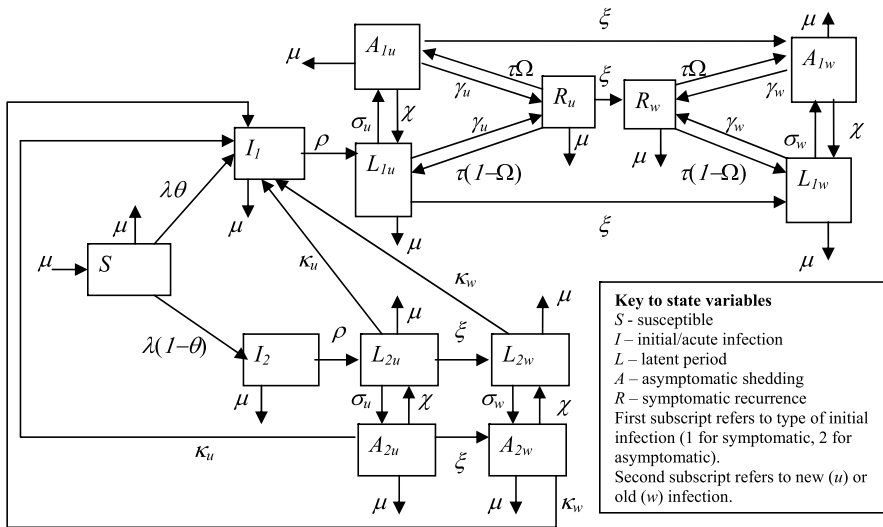 ξ
μ
A1u
A1w
μ
τΩ
ξ
τΩ
γu
Ru
Rw
γw
σu
χ
γu
γw
σw
χ
I1
ρ
L1u
μ
μ
L1w
τ(1−Ω)
τ(1−Ω)
λθ
μ
μ
μ
ξ
μ
μ
S
κu
κw
λ(1−θ)
I2
ρ
μ
L2u
ξ
μ
L2w
μ
σu
χ
σw
χ
A2u
A2w
κu
ξ
μ
μ
κw
Key to state variables
S - susceptible
I – initial/acute infection
L – latent period
A – asymptomatic shedding
R – symptomatic recurrence
First subscript refers to type of initial
infection (1 for symptomatic, 2 for
asymptomatic).
Second subscript refers to new (u) or
old (w) infection.